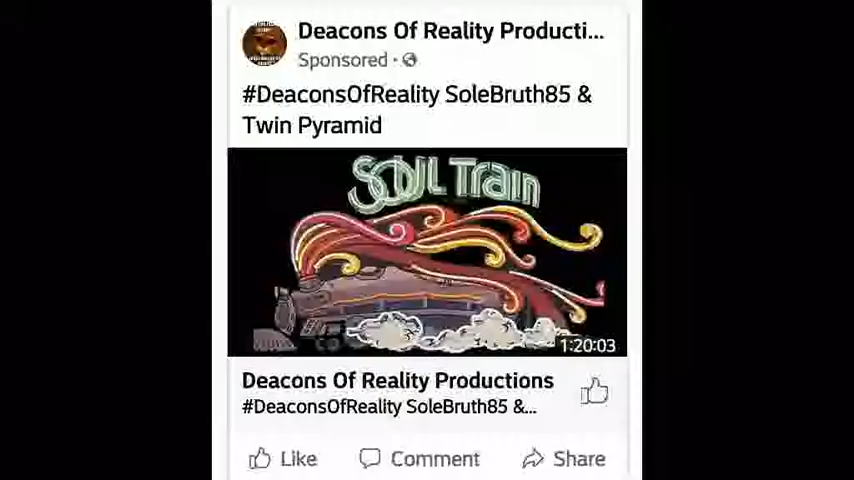 Deacons Of Reality Producti...
Sponsored ·
#DeaconsOfReality SoleBruth85 &
Twin Pyramid
SOUL Train
1:20:03
Deacons Of Reality Productions
#DeaconsOfReality SoleBruth85 &...
Like Comment Share